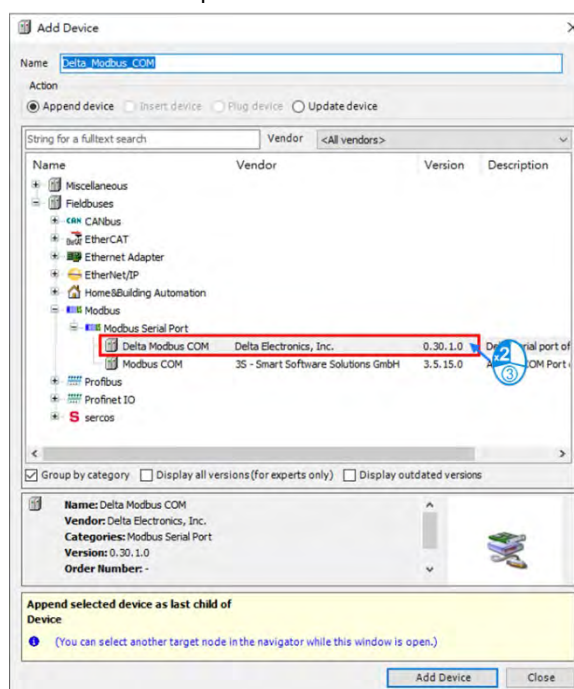 Add Device
Name Delta_Modbus_COM
Action
Append device Insert device Plug device Update device
String for a fulltext search Vendor <All vendors>
Name Vendor Version Description
Miscellaneous
Fieldbuses
CAN CANbus
EtherCAT
Ethernet Adapter
EtherNet/IP
Home&Building Automation
Modbus
Modbus Serial Port
Delta Modbus COM Delta Electronics, Inc. 0.30.1.0 port of
Modbus COM 3S - Smart Software Solutions GmbH 3.5.15.0 COM Port
Profibus
Profinet IO
sercos
Group by category Display all versions (for experts only) Display outdated versions
Name: Delta Modbus COM
Vendor: Delta Electronics, Inc.
Categories: Modbus Serial Port
Version: 0.30.1.0
Order Number: -
Append selected device as last child of
Device
(You can select another target node in the navigator while this window is open.)
Add Device Close